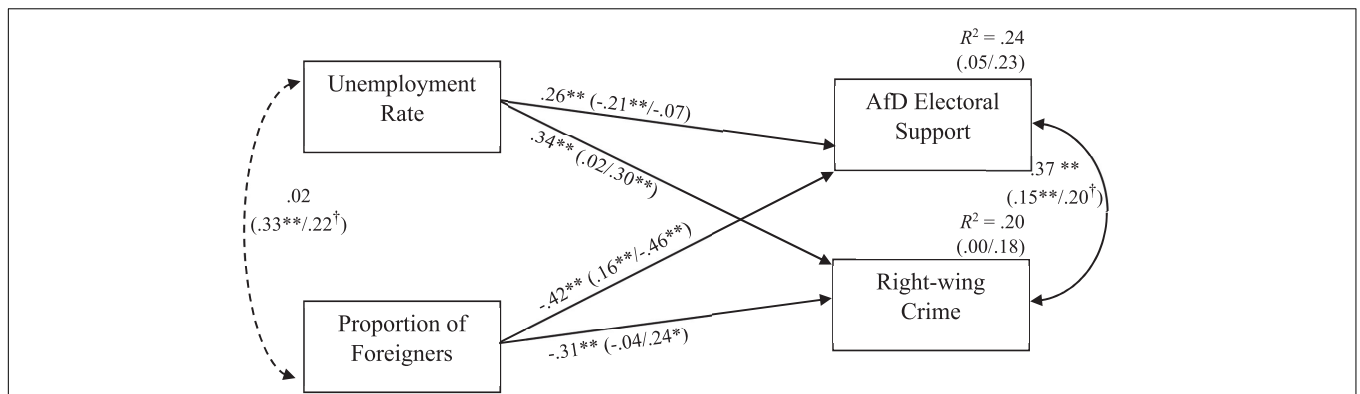 R² = .24
(.05/.23)
Unemployment
Rate
.26** (-.21**/-.07)
AfD Electoral
Support
.34** (.02/.30**)
.37 **
(.15**/.20†)
.02
(.33**/.22†)
R² = .20
(.00/.18)
-.42** (.16**/-.46**)
Right-wing
Crime
Proportion of
Foreigners
-.31** (-.04/.24*)